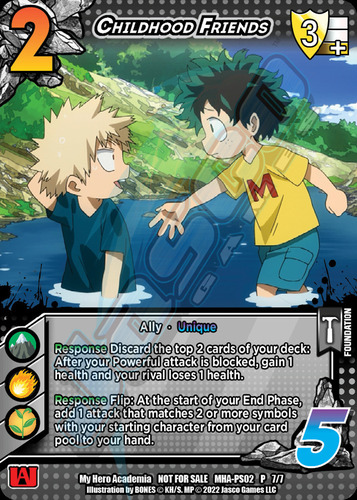 2
CHILDHOOD FRIENDS
3
+
M
Ally · Unique
Response Discard the top 2 cards of your deck:
After your Powerful attack is blocked, gain 1
health and your rival loses 1 health.
Response Flip: At the start of your End Phase,
add 1 attack that matches 2 or more symbols
with your starting character from your card
pool to your hand.
FOUNDATION
5
My Hero Academia NOT FOR SALE MHA-PS02 P 7/7
Illustration by BONES © KH/S. MP © 2022 Jasco Games LLC